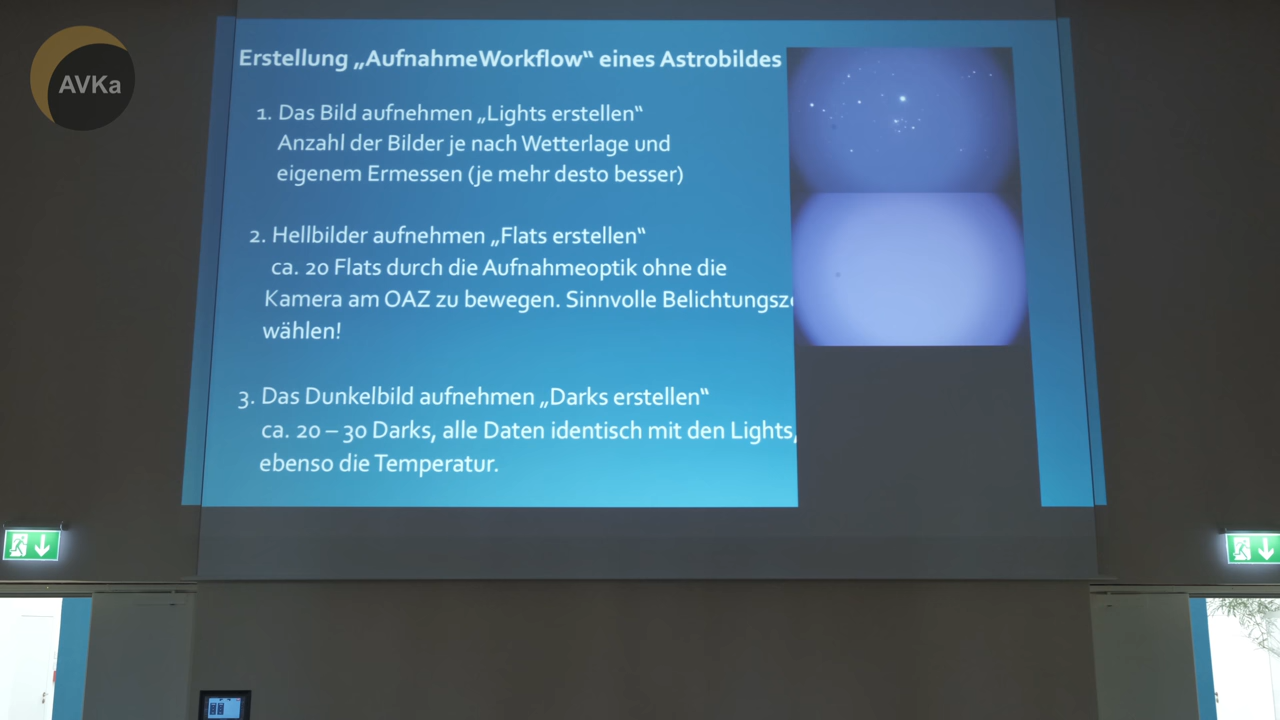 AVKa
Erstellung „AufnahmeWorkflow“ eines Astrobildes
1. Das Bild aufnehmen „Lights erstellen“
Anzahl der Bilder je nach Wetterlage und
eigenem Ermessen (je mehr desto besser)
2. Hellbilder aufnehmen „Flats erstellen“
ca. 20 Flats durch die Aufnahmeoptik ohne die
Kamera am OAZ zu bewegen. Sinnvolle
wählen!
3. Das Dunkelbild aufnehmen „Darks erstellen“
ca. 20 – 30 Darks, alle Daten identisch mit den Lights,
ebenso die Temperatur.